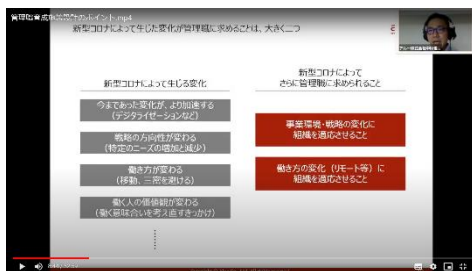 管理職育成施策設計のポイント.mp4
新型コロナによって生じた変化が管理職に求めることは、大きく二つ
新型コロナによって生じる変化
今まであった変化が、より加速する
(デジタライゼーションなど)
戦略の方向性が変わる
(特定のニーズの増加と減少)
働き方が変わる
(移動、三密を避ける)
働く人の価値観が変わる
(働く意味合いを考え直すきっかけ)
新型コロナによって
さらに管理職に求められること
事業環境・戦略の変化に
組織を適応させること
働き方の変化(リモート等)に
組織を適応させること